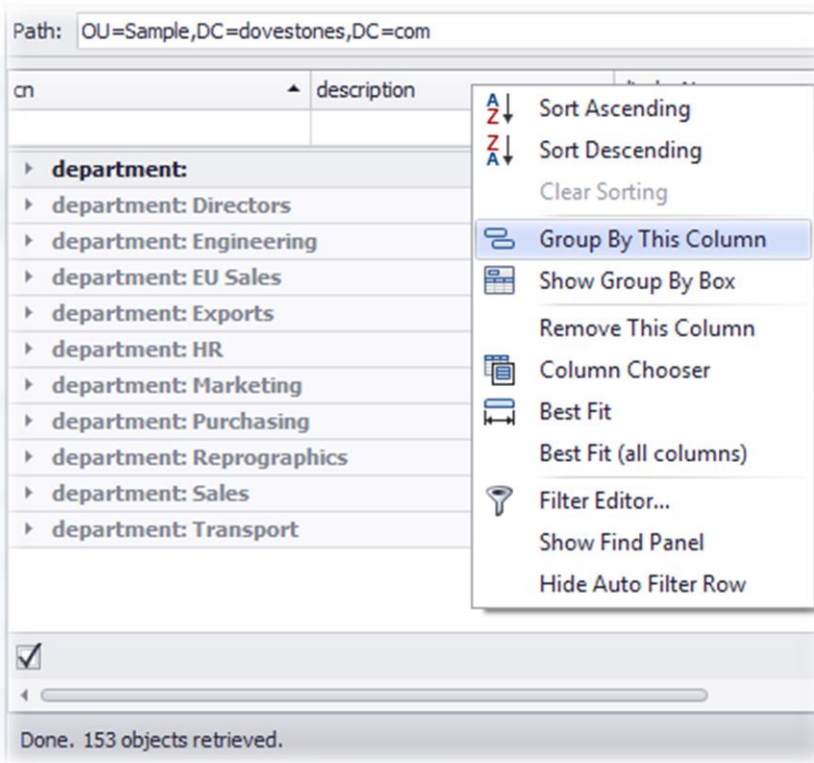 Path: OU=Sample,DC=dovestones,DC=com
cn description
department:
department: Directors
department: Engineering
department: EU Sales
department: Exports
department: HR
department: Marketing
department: Purchasing
department: Reprographics
department: Sales
department: Transport
Sort Ascending
Sort Descending
Clear Sorting
Group By This Column
Show Group By Box
Remove This Column
Column Chooser
Best Fit
Best Fit (all columns)
Filter Editor...
Show Find Panel
Hide Auto Filter Row
Done. 153 objects retrieved.